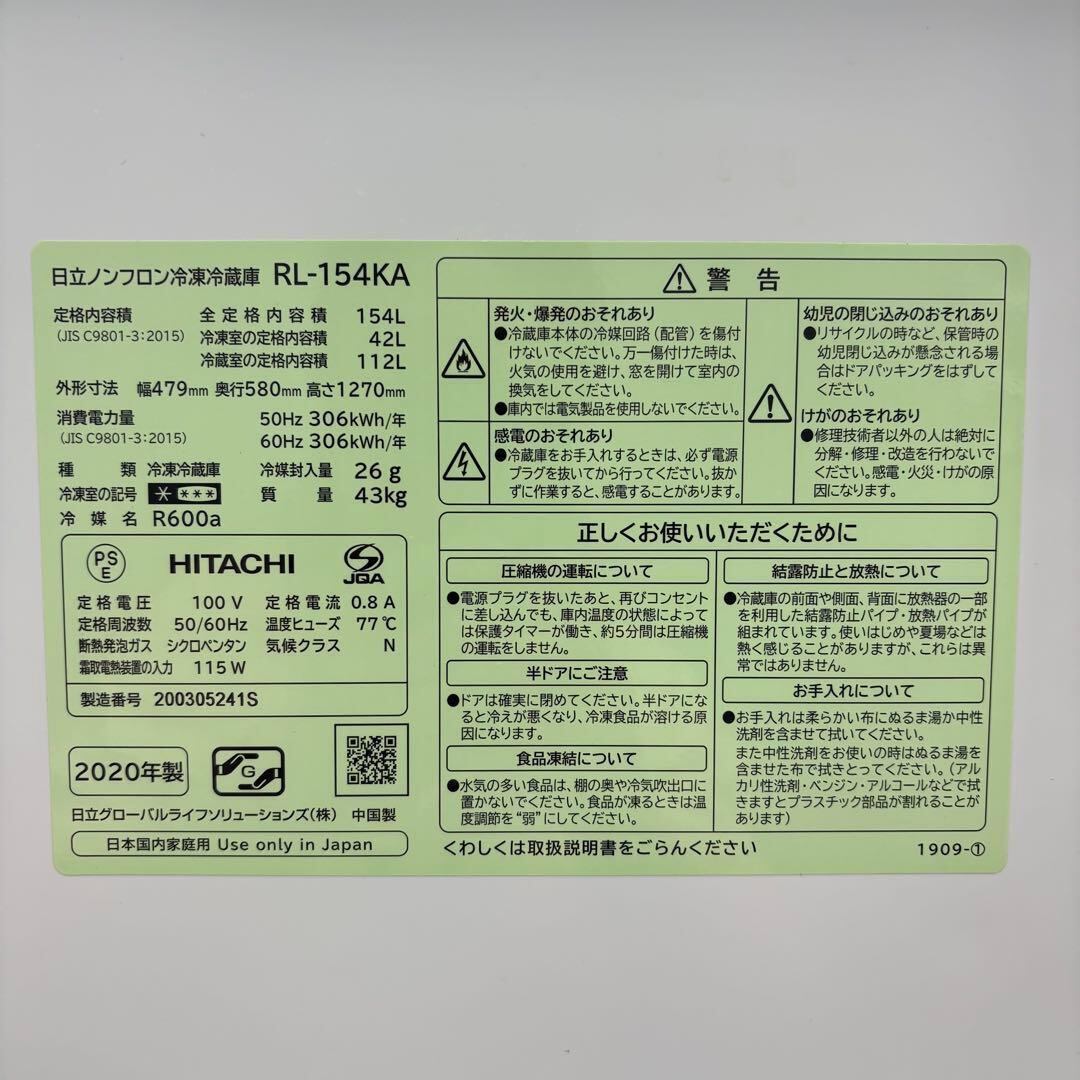 日立ノンフロン冷凍冷蔵庫 RL-154KA
定格内容積 全定格内容積 154L
(JIS C9801-3:2015) 冷凍室の定格内容積 42L
冷蔵室の定格内容積 112L
外形寸法 幅479mm 奥行580mm 高さ1270mm
消費電力量 50Hz 306kWh/年
(JIS C9801-3:2015) 60Hz 306kWh/年
種類 冷凍冷蔵庫 冷媒封入量 26g
冷凍室の記号 * *** 質量 43kg
冷媒名 R600a
PSE HITACHI JQA
定格電圧 100V 定格電流 0.8A
定格周波数 50/60Hz 温度ヒューズ 77℃
断熱発泡ガス シクロペンタン 気候クラス N
霜取電熱装置の入力 115W
製造番号 200305241S
2020年製 G
日立グローバルライフソリューションズ(株) 中国製
日本国内家庭用 Use only in Japan
警告
発火・爆発のおそれあり
●冷蔵庫本体の冷媒回路(配管)を傷付
けないでください。万一傷付けた時は、
火気の使用を避け、窓を開けて室内の
換気をしてください。
●庫内では電気製品を使用しないでください。
感電のおそれあり
●冷蔵庫をお手入れするときは、必ず電源
プラグを抜いてから行ってください。抜か
ずに作業すると、感電することがあります。
幼児の閉じ込みのおそれあり
●リサイクルの時など、保管時の
幼児閉じ込みが懸念される場
合はドアパッキングをはずして
ください。
けがのおそれあり
●修理技術者以外の人は絶対に
分解・修理・改造を行わないで
ください。感電・火災・けがの原
因になります。
正しくお使いいただくために
圧縮機の運転について
●電源プラグを抜いたあと、再びコンセント
に差し込んでも、庫内温度の状態によって
は保護タイマーが働き、約5分間は圧縮機
の運転をしません。
半ドアにご注意
●ドアは確実に閉めてください。半ドアにな
ると冷えが悪くなり、冷凍食品が溶ける原
因になります。
食品凍結について
●水気の多い食品は、棚の奥や冷気吹出口に
置かないでください。食品が凍るときは温
度調節を"弱"にしてください。
結露防止と放熱について
●冷蔵庫の前面や側面、背面に放熱器の一部
を利用した結露防止パイプ・放熱パイプが
組まれています。使いはじめや夏場などは
熱く感じることがありますが、これらは異
常ではありません。
お手入れについて
●お手入れは柔らかい布にぬるま湯か中性
洗剤を含ませて拭いてください。
また中性洗剤をお使いの時はぬるま湯を
含ませた布で拭きとってください。(アル
カリ性洗剤・ベンジン・アルコールなどで拭
きますとプラスチック部品が割れることが
あります)
くわしくは取扱説明書をごらんください 1909-①